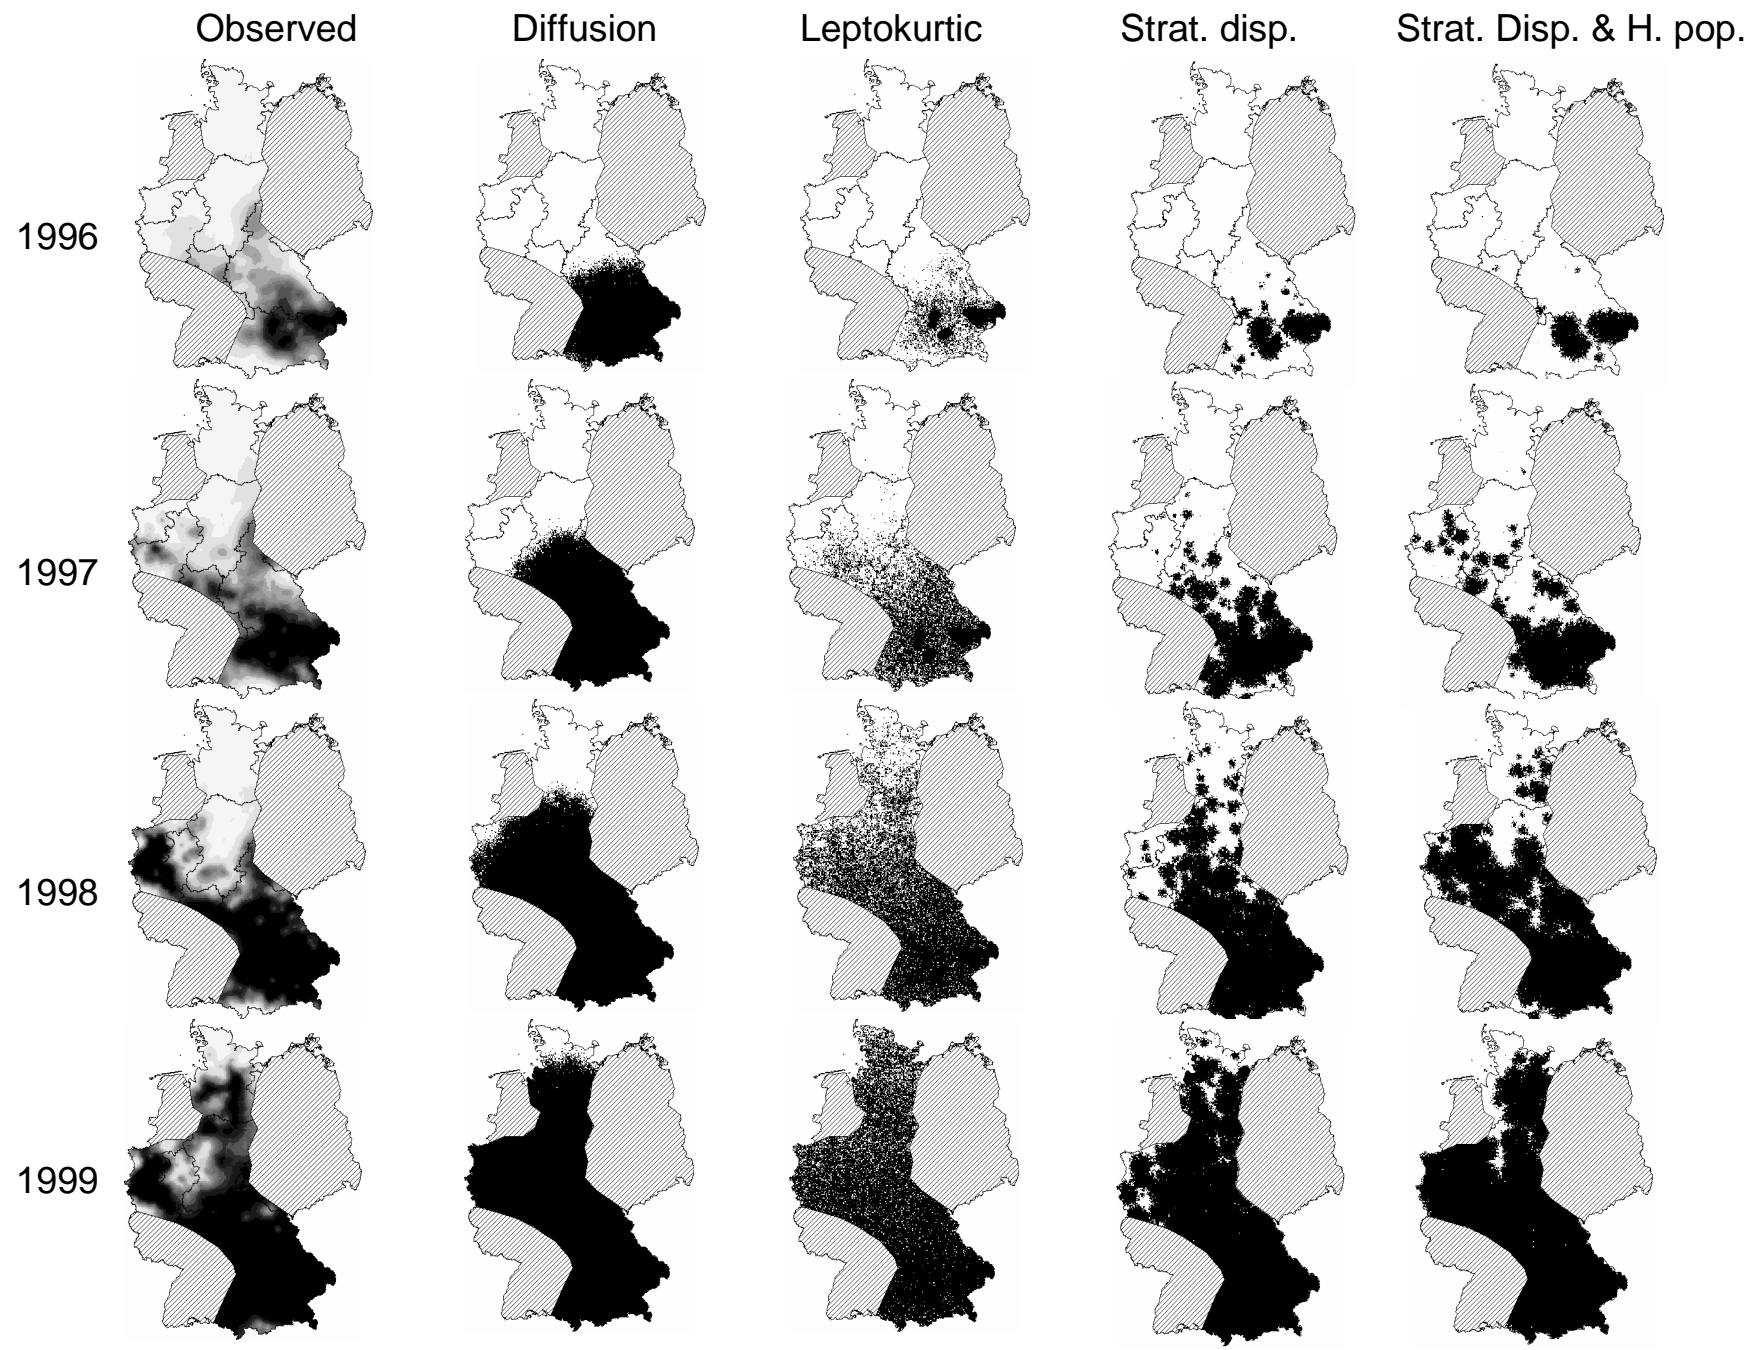 Observed Diffusion Leptokurtic Strat. disp. Strat. Disp. & H. pop.
1996
1997
1998
1999